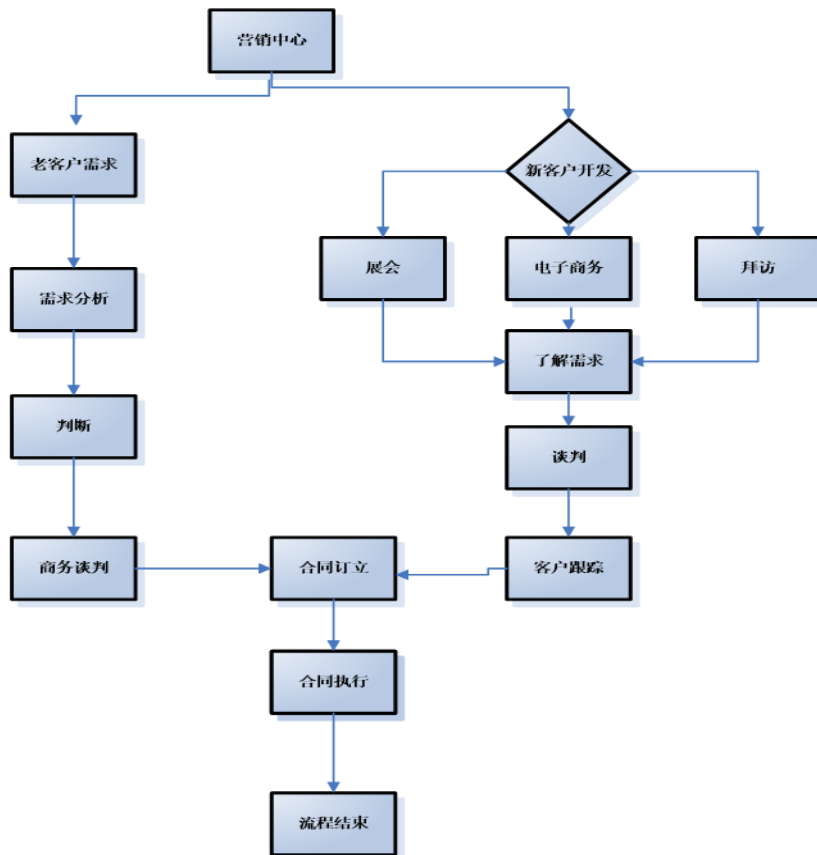 营销中心
老客户需求
新客户开发
展会
电子商务
拜访
需求分析
了解需求
判断
谈判
商务谈判
合同订立
客户跟踪
合同执行
流程结束